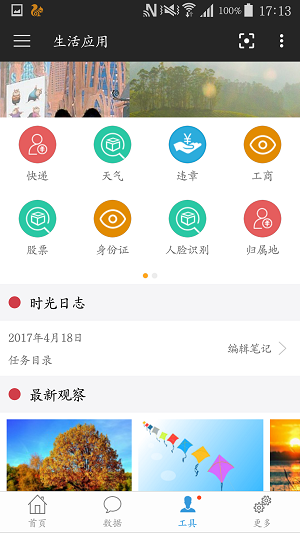 100% 17:13
生活应用
快递 天气 违章 工商
股票 身份证 人脸识别 归属地
时光日志
2017年4月18日
任务目录
编辑笔记
最新观察
首页 数据 工具 更多